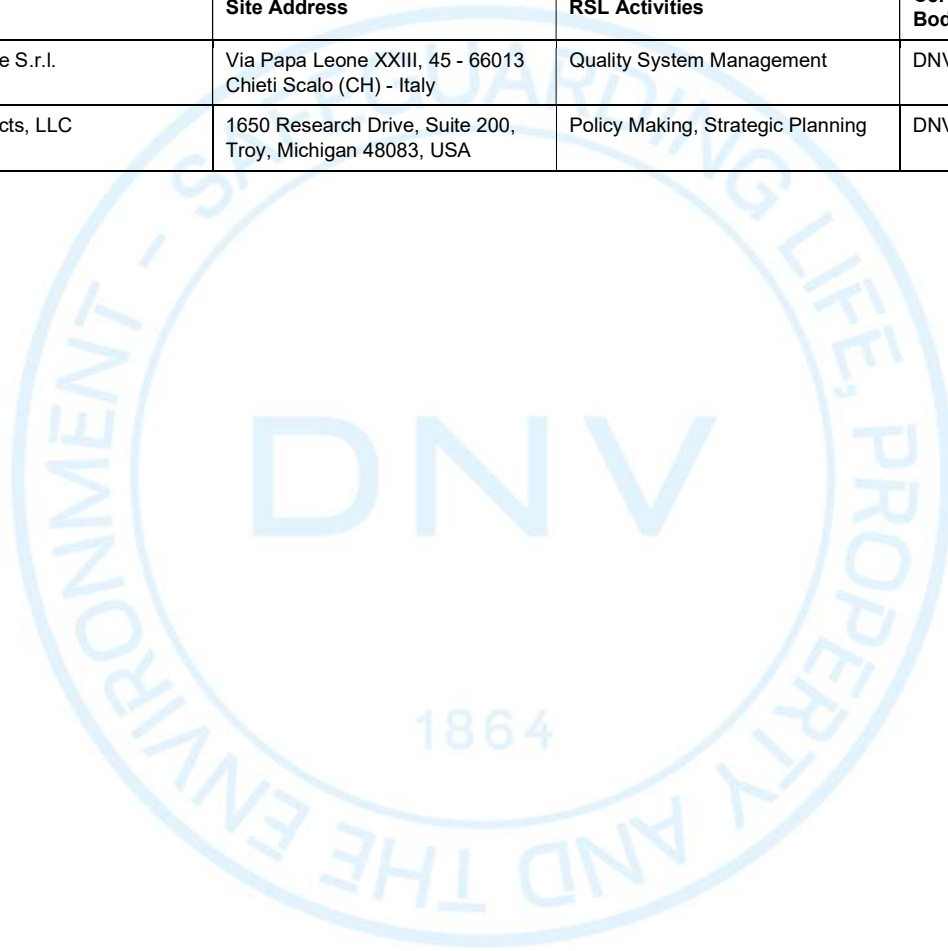 Site Address RSL Activities
e S.r.l. Via Papa Leone XXIII, 45 - 66013 Quality System Management DNV
Chieti Scalo (CH) - Italy
cts, LLC 1650 Research Drive, Suite 200, Policy Making, Strategic Planning DNV
Troy, Michigan 48083, USA
SAFEGUARDING LIFE, PROPERTY AND THE ENVIRONMENT -
DNV
1864